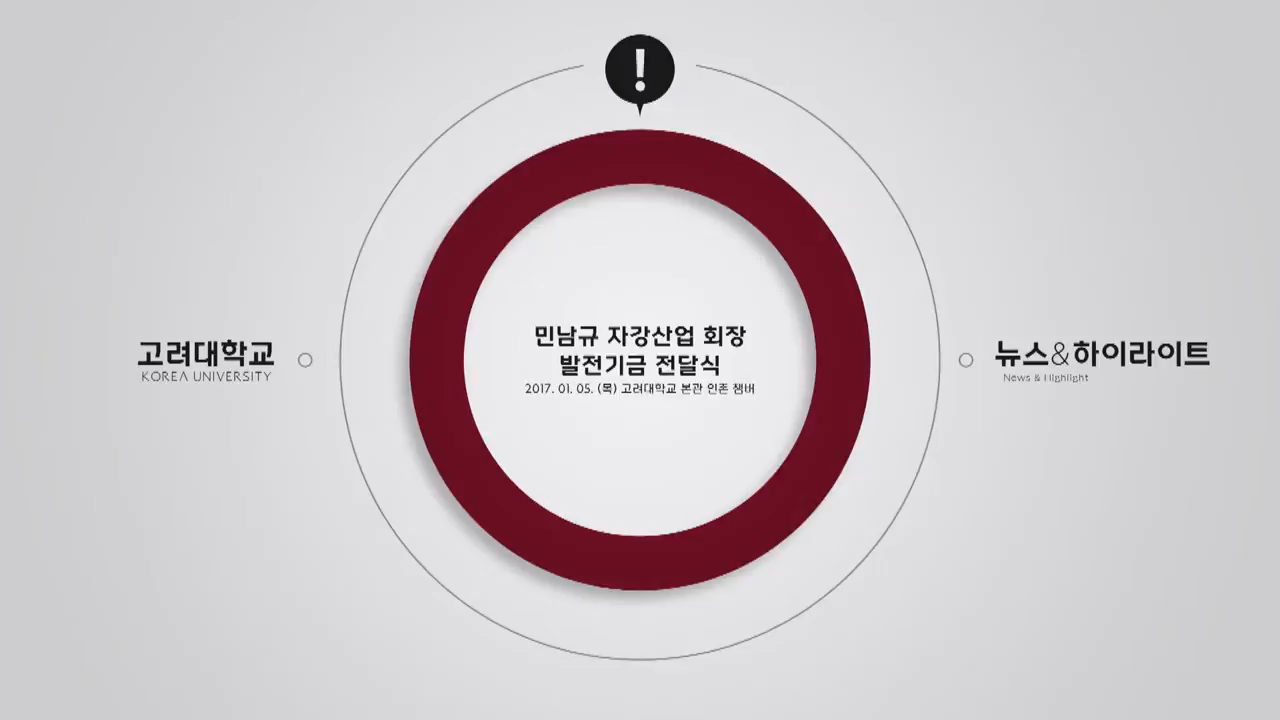 !
고려대학교
KOREA UNIVERSITY
민남규 자강산업 회장
발전기금 전달식
2017. 01. 05. (목) 고려대학교 본관 인촌 챔버
뉴스&하이라이트
News & Highlight